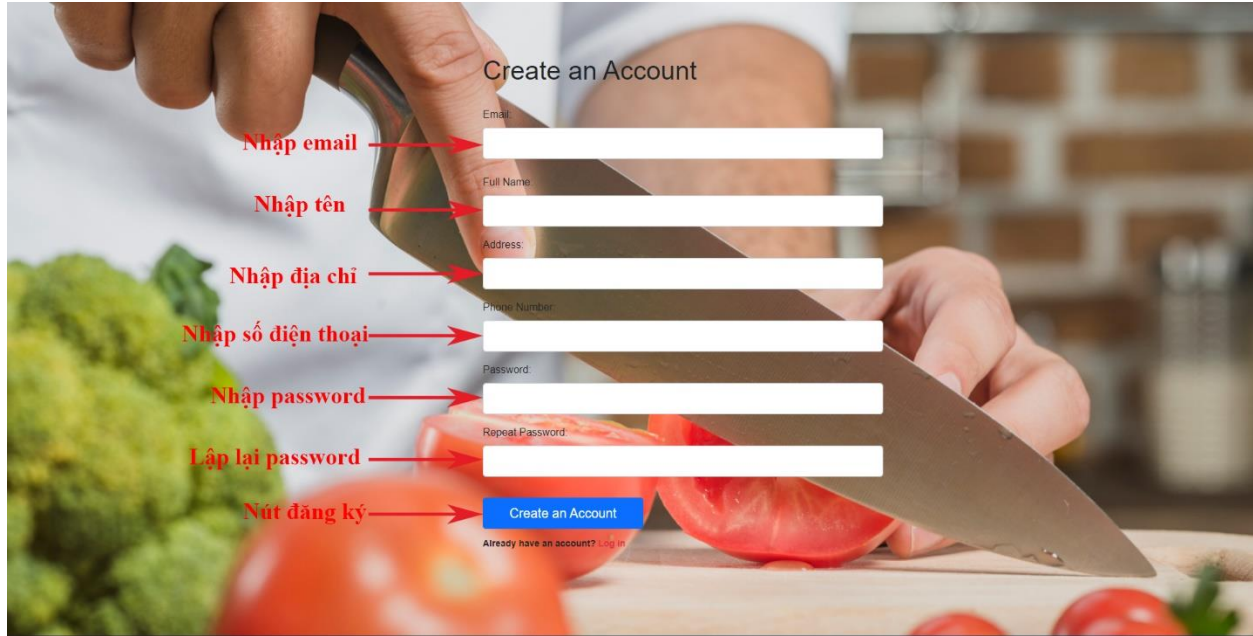 Create an Account
Email:
Nhập email
Full Name:
Nhập tên
Address:
Nhập địa chỉ
Phone Number:
Nhập số điện thoại
Password:
Nhập password
Repeat Password:
Lập lại password
Nút đăng ký
Create an Account
Already have an account? Log in